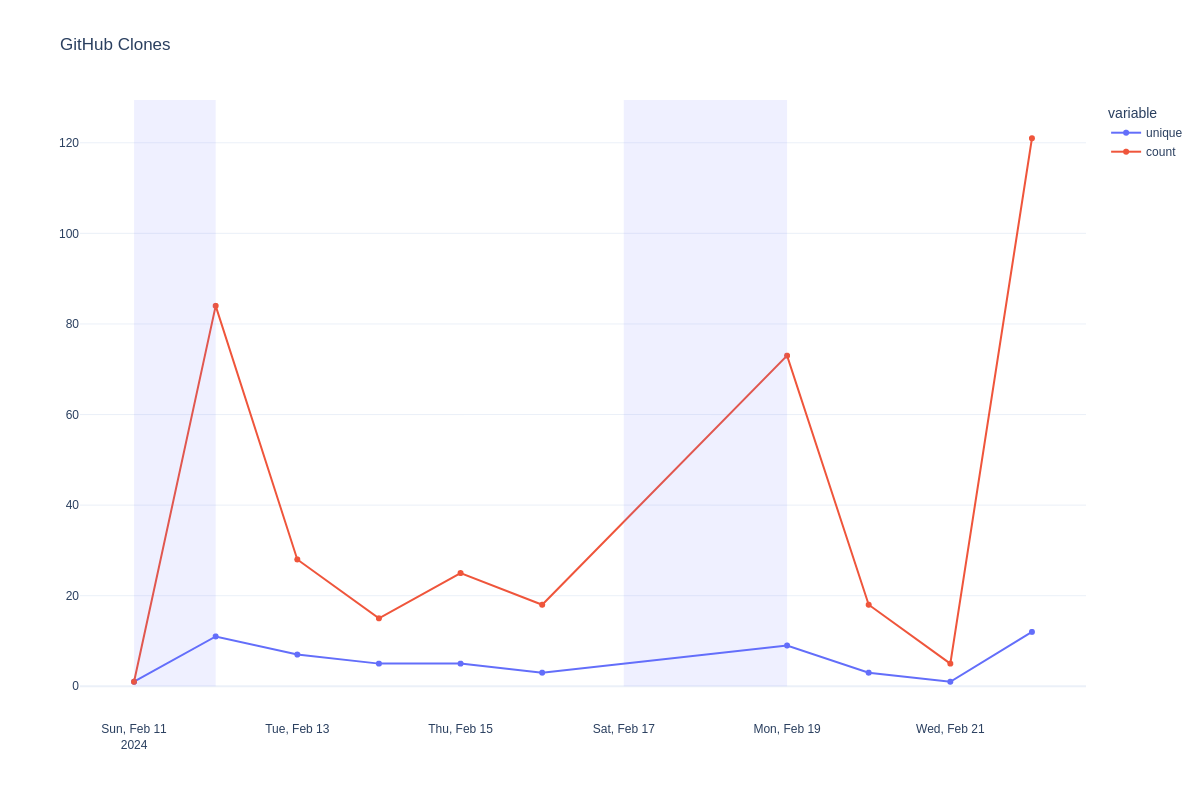 GitHub Clones
variable
unique
count
120
100
80
60
40
20
0
Sun, Feb 11
2024
Tue, Feb 13
Thu, Feb 15
Sat, Feb 17
Mon, Feb 19
Wed, Feb 21